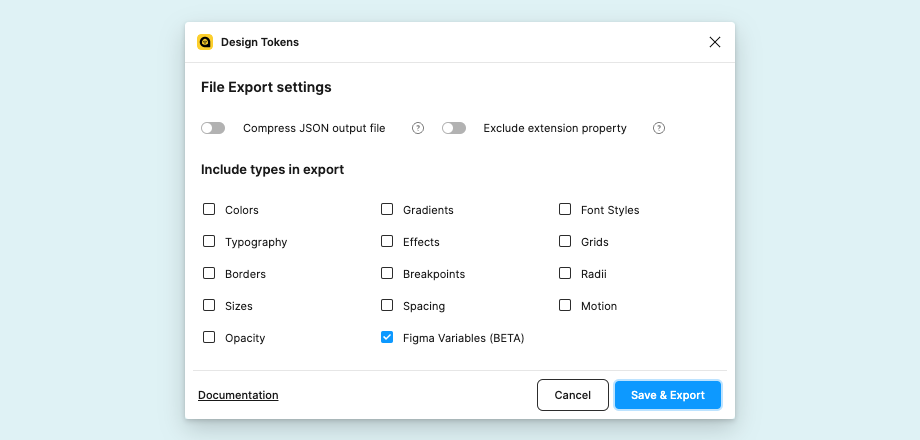 Design Tokens
File Export settings
Compress JSON output file ? Exclude extension property ?
Include types in export
Colors Gradients Font Styles
Typography Effects Grids
Borders Breakpoints Radii
Sizes Spacing Motion
Opacity Figma Variables (BETA)
Documentation Cancel Save & Export